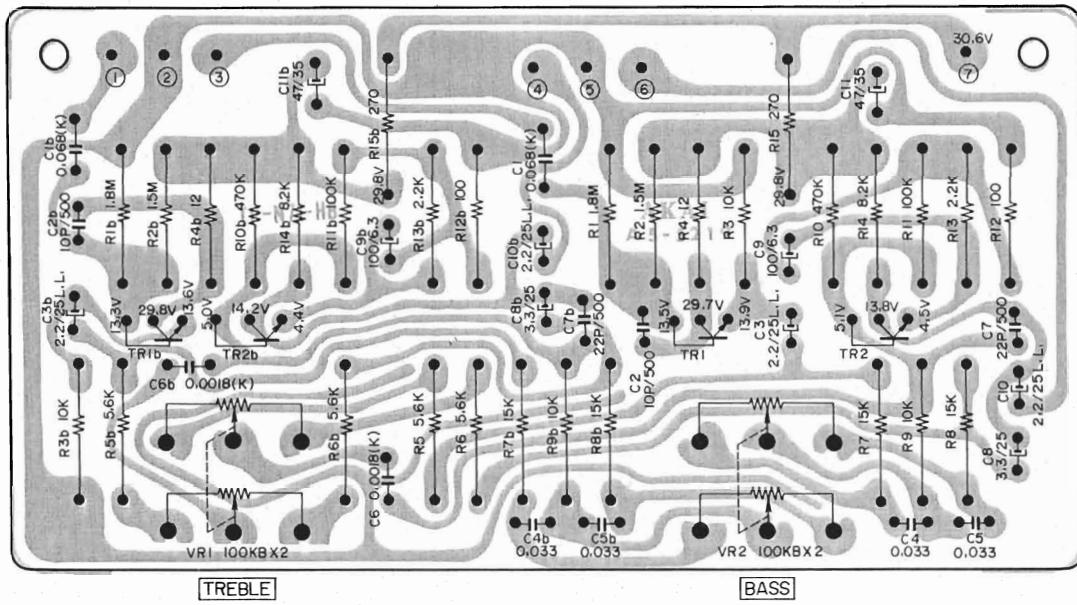 ① ② ③ ④ ⑤ ⑥ ⑦
30.6V
C11b 47/35
R15b 270
29.8V
C11 47/35
R15 270
29.8V
C1b 0.068(K)
C2b 10P/500
R1b 1.8M
R2b 1.5M
R4b 12
R10b 470K
R14b 8.2K
R11b 100K
C9b 100/6.3
R13b 2.2K
R12b 100
C1 0.068(K)
C10b 2.2/25L.L.
R1 1.8M
R2 1.5M
R4 12
R3 10K
C9 100/6.3
R10 470K
R14 8.2K
R11 100K
R13 2.2K
R12 100
C3b 2.2/25L.L.
13.3V 29.8V 13.6V
TR1b
5.0V 14.2V 4.4V
TR2b
C8b 3.3/25
C7b 22P/500
C2 10P/500
13.5V 29.7V 13.9V
TR1
C3 2.2/25L.L.
5.1V 13.8V 4.5V
TR2
C7 22P/500
C10 2.2/25L.L.
C6b 0.0018(K)
R3b 10K
R5b 5.6K
R6b 5.6K
C6 0.0018(K)
R5 5.6K
R6 5.6K
R7b 15K
R9b 10K
R8b 15K
R7 15K
R9 10K
R8 15K
C8 3.3/25
VR1 100KBX2
C4b 0.033
C5b 0.033
VR2 100KBX2
C4 0.033
C5 0.033
TREBLE
BASS